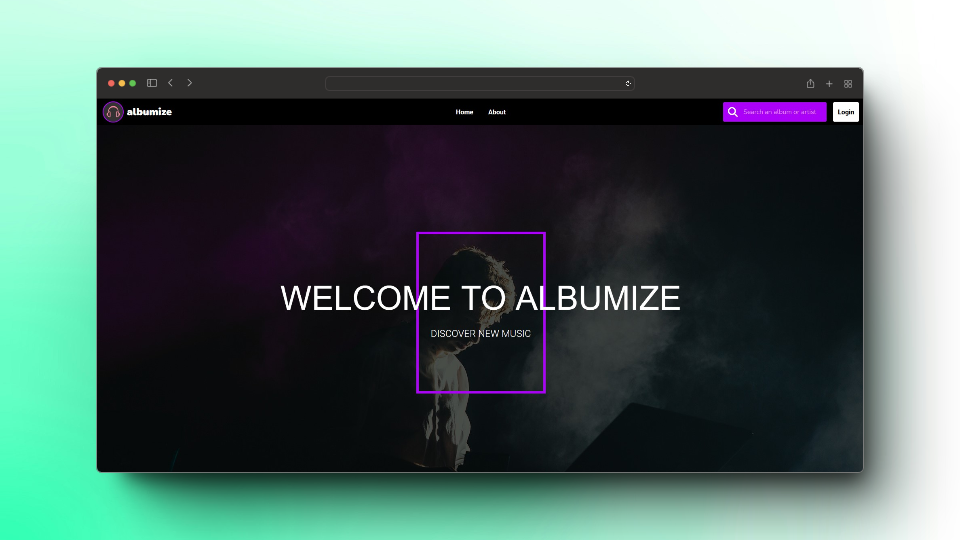 albumize
Home
About
Search an album or artist
Login
WELCOME TO ALBUMIZE
DISCOVER NEW MUSIC